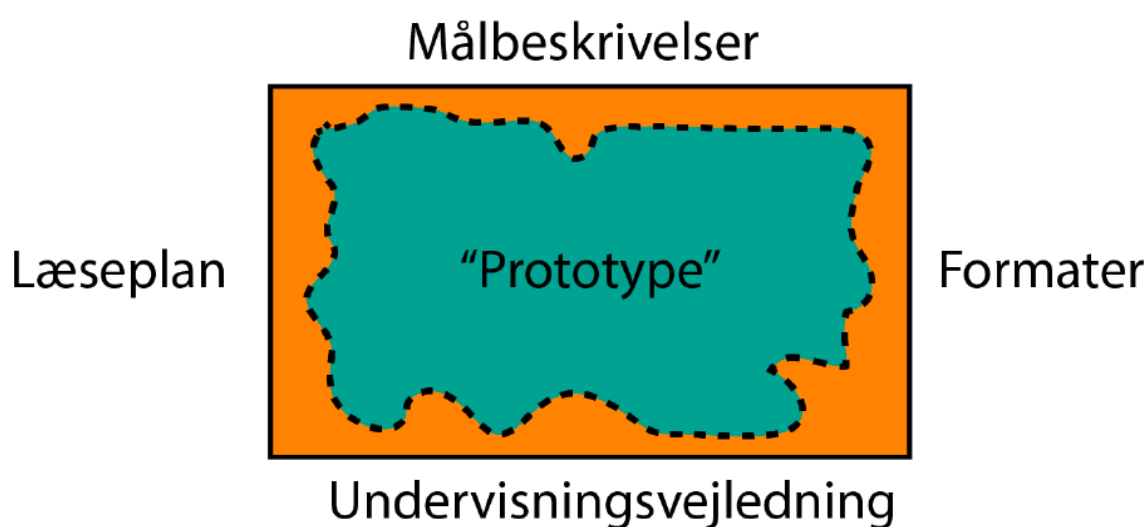 Målbeskrivelser
Læseplan
“Prototype”
Formater
Undervisningsvejledning